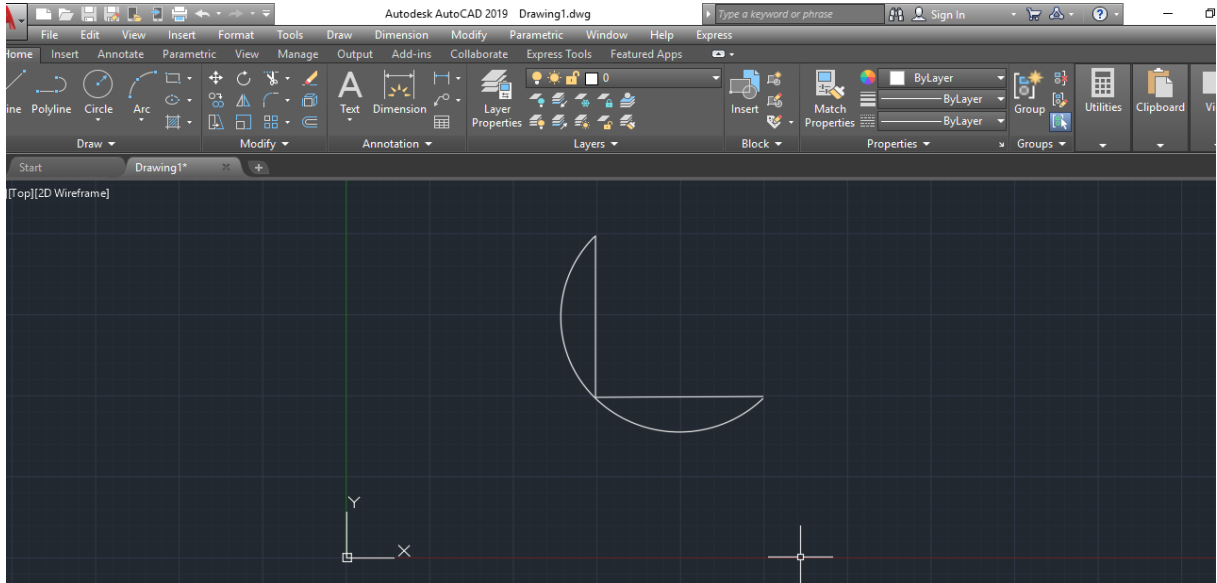 Autodesk AutoCAD 2019 Drawing1.dwg Type a keyword or phrase Sign In
File Edit View Insert Format Tools Draw Dimension Modify Parametric Window Help Express
Home Insert Annotate Parametric View Manage Output Add-ins Collaborate Express Tools Featured Apps
0 ByLayer
ByLayer
ine Polyline Circle Arc Text Dimension Layer Properties Insert Match Properties Group Utilities Clipboard Vi
ByLayer
Draw Modify Annotation Layers Block Properties Groups
Start Drawing1*
][Top][2D Wireframe]
Y
X